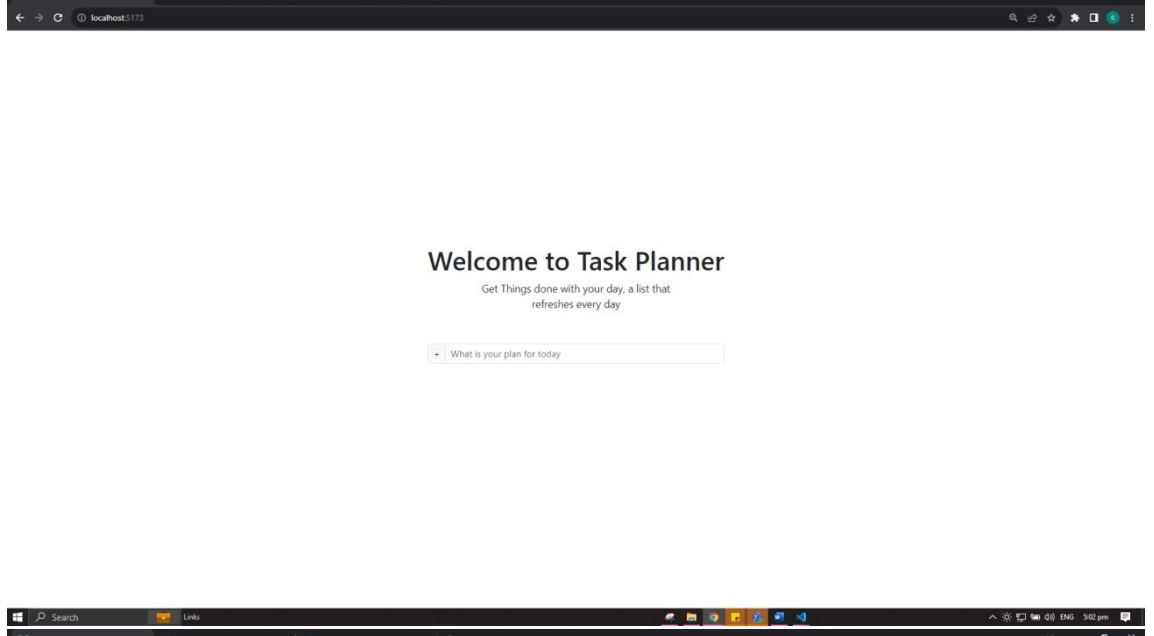 localhost:5173
Welcome to Task Planner
Get Things done with your day, a list that
refreshes every day
+ What is your plan for today
Search
Links
ENG 5:02 pm